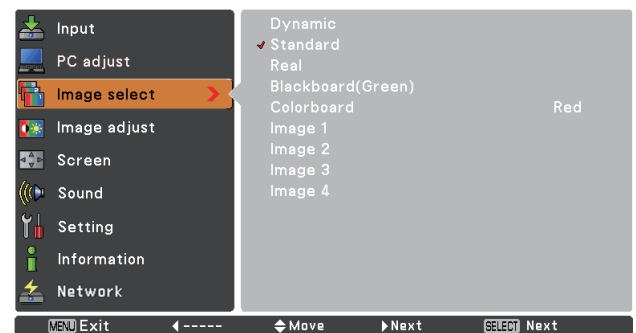 Input
PC adjust
Image select
Image adjust
Screen
Sound
Setting
Information
Network
Dynamic
Standard
Real
Blackboard(Green)
Colorboard Red
Image 1
Image 2
Image 3
Image 4
MENU Exit ----- Move Next SELECT Next